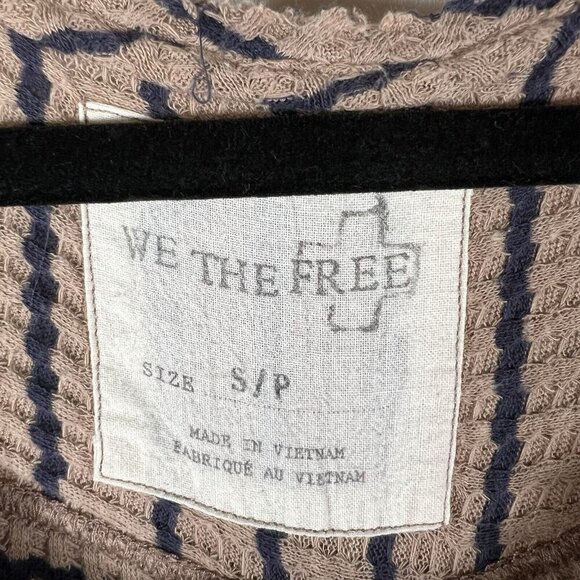 WE THE FREE
SIZE S/P
MADE IN VIETNAM
FABRIQUÉ AU VIETNAM